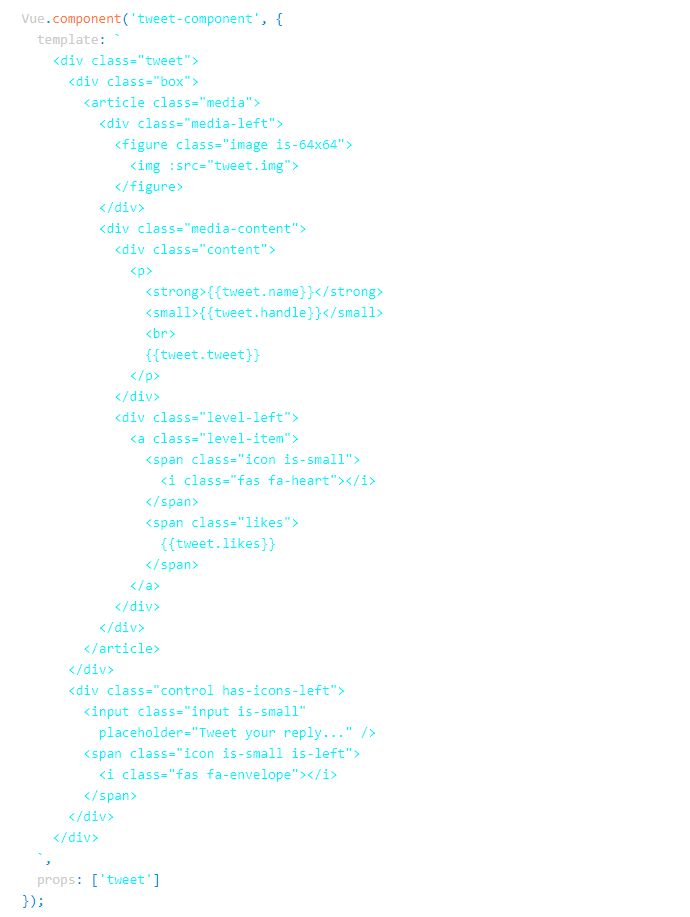 Vue.component('tweet-component', {
  template: `
    <div class="tweet">
      <div class="box">
        <article class="media">
          <div class="media-left">
            <figure class="image is-64x64">
              <img :src="tweet.img">
            </figure>
          </div>
          <div class="media-content">
            <div class="content">
              <p>
                <strong>{{tweet.name}}</strong>
                <small>{{tweet.handle}}</small>
                <br>
                {{tweet.tweet}}
              </p>
            </div>
            <div class="level-left">
              <a class="level-item">
                <span class="icon is-small">
                  <i class="fas fa-heart"></i>
                </span>
                <span class="likes">
                  {{tweet.likes}}
                </span>
              </a>
            </div>
          </div>
        </article>
      </div>
      <div class="control has-icons-left">
        <input class="input is-small"
          placeholder="Tweet your reply..." />
        <span class="icon is-small is-left">
          <i class="fas fa-envelope"></i>
        </span>
      </div>
    </div>
  `,
  props: ['tweet']
});